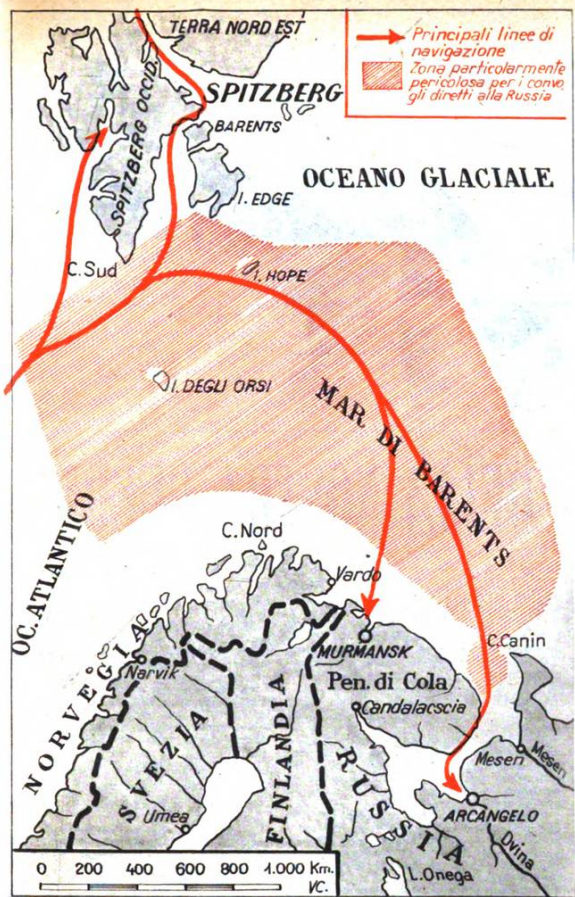 TERRA NORD EST
Principali linee di
navigazione
Zona particolarmente
pericolosa per i convo
gli diretti alla Russia
SPITZBERG
SPITZBERG OCCID.
BARENTS
I. EDGE
OCEANO GLACIALE
C. Sud
I. HOPE
I. DEGLI ORSI
MAR DI BARENTS
OC. ATLANTICO
C. Nord
Vardo
MURMANSK
C. Canin
Narvik
Pen. di Cola
Candalacscia
NORVEGIA
SVEZIA
FINLANDIA
RUSSIA
Mesen
Mesen
Umea
ARCANGELO
Dvina
L. Onega
0 200 400 600 800 1.000 Km.
VC.